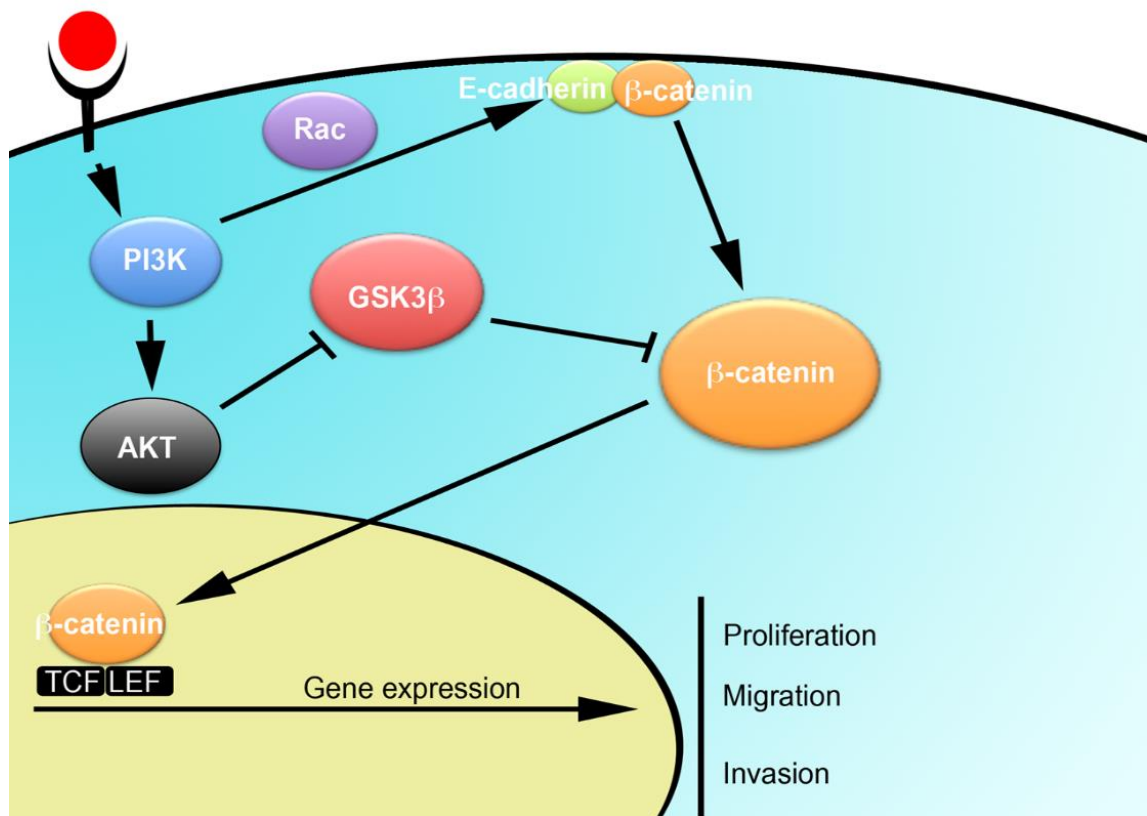 E-cadherin
β-catenin
Rac
PI3K
GSK3β
β-catenin
AKT
β-catenin
TCF LEF
Gene expression
Proliferation
Migration
Invasion